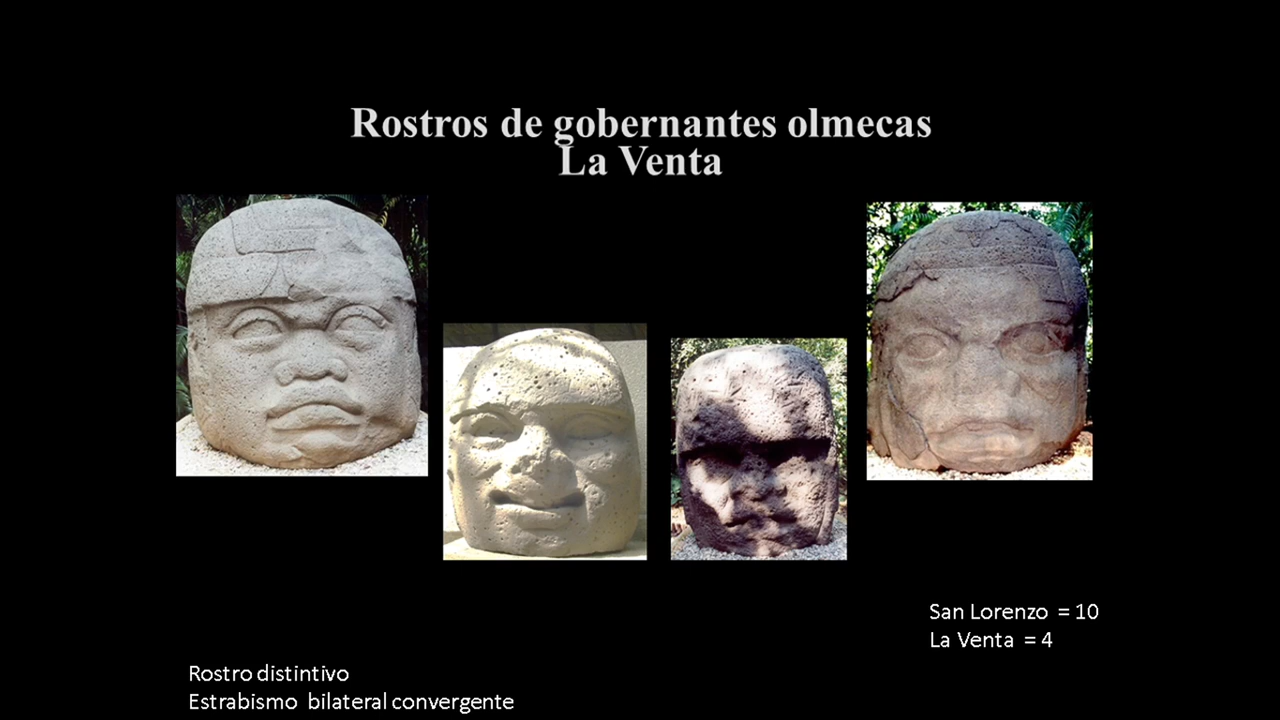 Rostros de gobernantes olmecas
La Venta
San Lorenzo = 10
La Venta = 4
Rostro distintivo
Estrabismo bilateral convergente